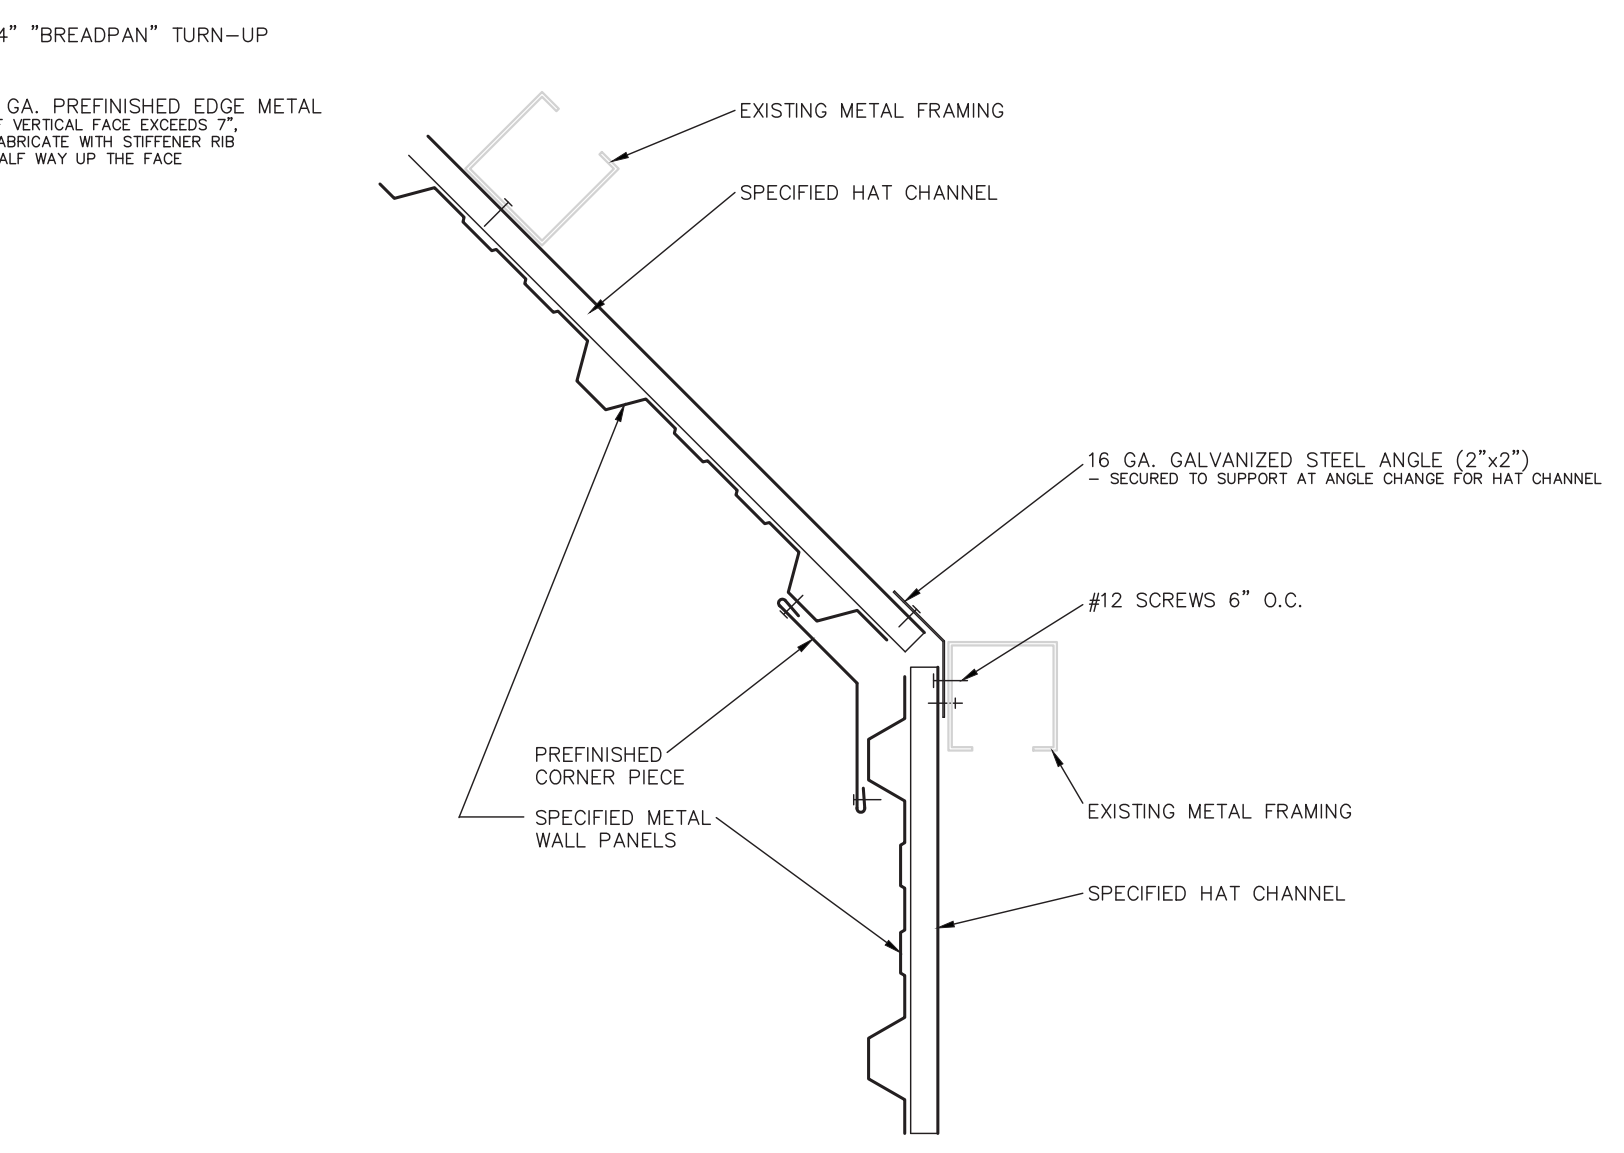 4" "BREADPAN" TURN-UP
GA. PREFINISHED EDGE METAL
VERTICAL FACE EXCEEDS 7",
WITH STIFFENER RIB
WAY UP THE FACE
EXISTING METAL FRAMING
SPECIFIED HAT CHANNEL
16 GA. GALVANIZED STEEL ANGLE (2"x2")
- SECURED TO SUPPORT AT ANGLE CHANGE FOR HAT CHANNEL
#12 SCREWS 6" O.C.
PREFINISHED
CORNER PIECE
SPECIFIED METAL
WALL PANELS
EXISTING METAL FRAMING
SPECIFIED HAT CHANNEL